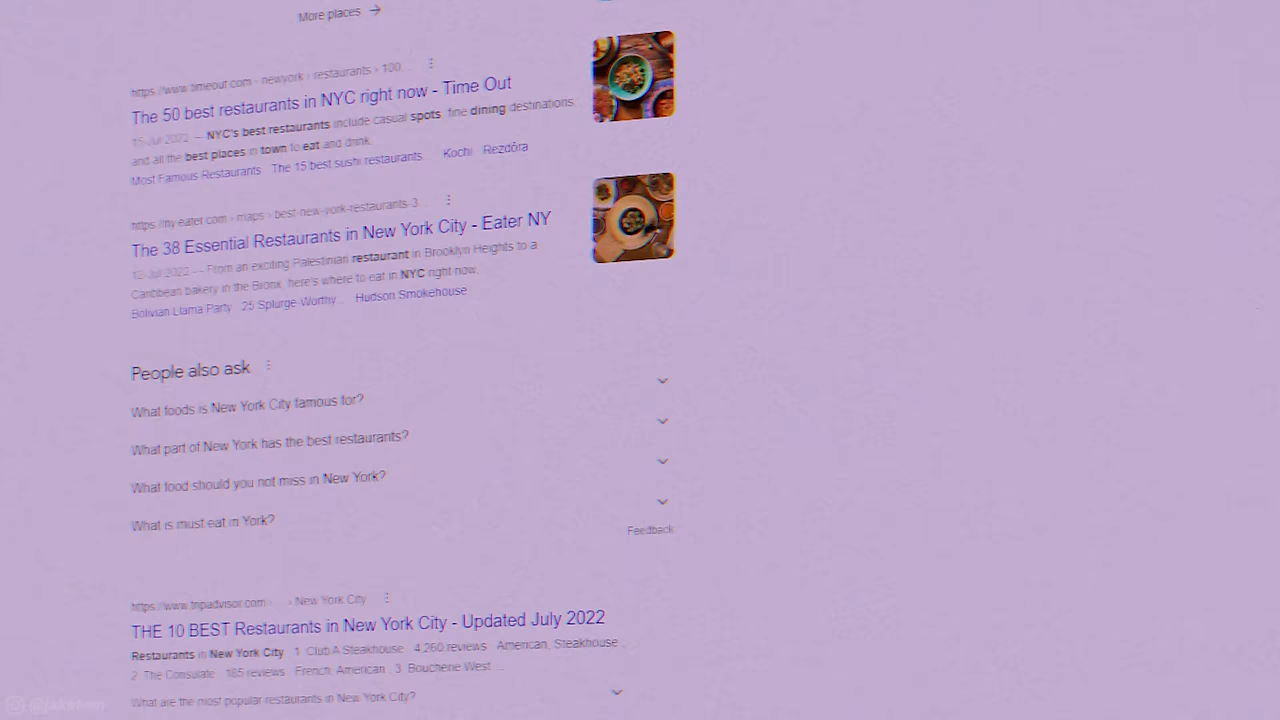 More places →
https://www.timeout.com › newyork › restaurants › 100...
The 50 best restaurants in NYC right now - Time Out
15 Jul 2022 — NYC's best restaurants include casual spots, fine dining destinations
and all the best places in town to eat and drink.
Most Famous Restaurants · The 15 best sushi restaurants... · Kochi · Rezdôra
https://ny.eater.com › maps › best-new-york-restaurants-3...
The 38 Essential Restaurants in New York City - Eater NY
12 Jul 2022 — From an exciting Palestinian restaurant in Brooklyn Heights to a
Caribbean bakery in the Bronx, here's where to eat in NYC right now.
Bolivian Llama Party · 25 Splurge-Worthy... · Hudson Smokehouse
People also ask
What foods is New York City famous for?
What part of New York has the best restaurants?
What food should you not miss in New York?
What is must eat in York?
Feedback
https://www.tripadvisor.com › ... › New York City
THE 10 BEST Restaurants in New York City - Updated July 2022
Restaurants in New York City · 1. Club A Steakhouse · 4,260 reviews · American, Steakhouse ·
2. The Consulate · 185 reviews · French, American · 3. Boucherie West ...
What are the most popular restaurants in New York City?